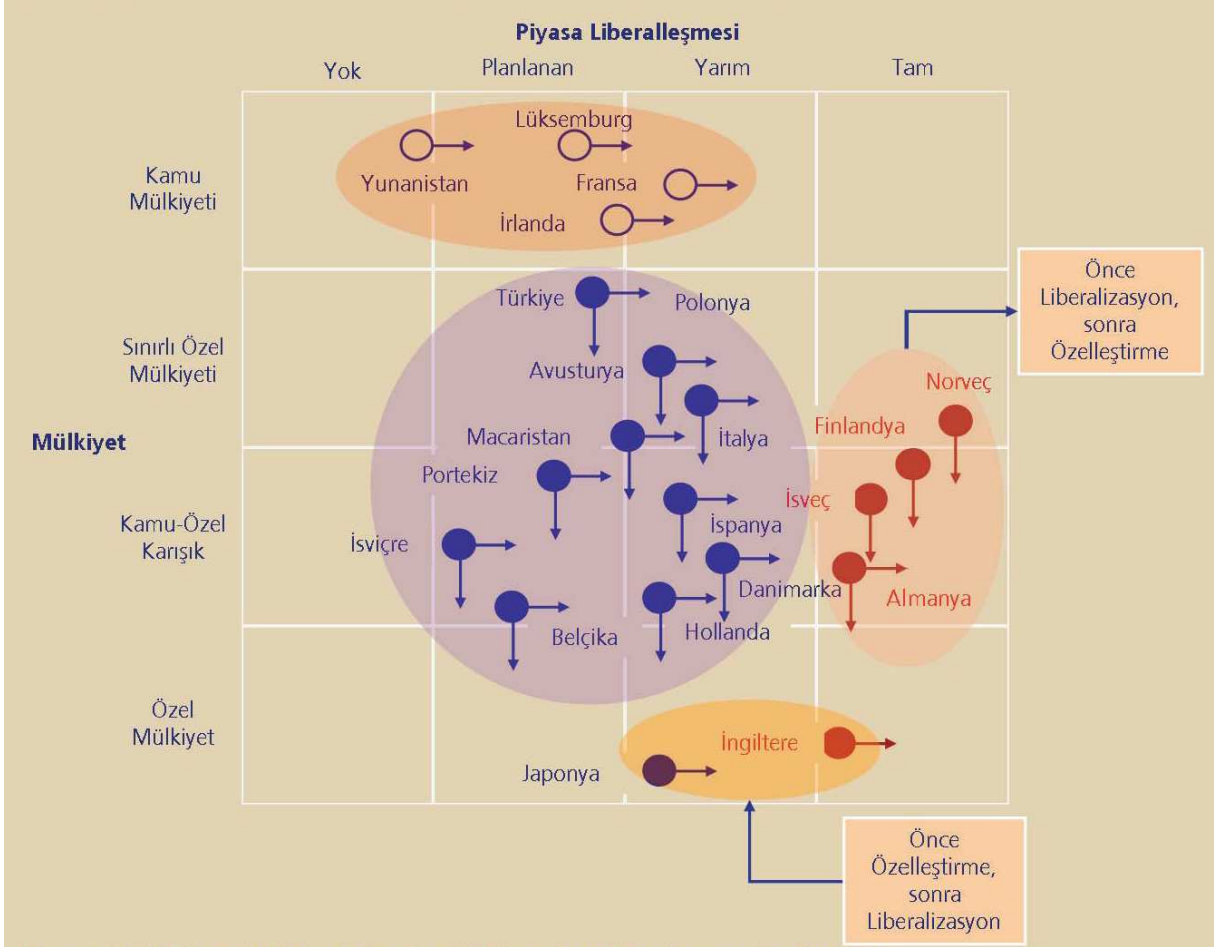 Piyasa Liberalleşmesi
Yok
Planlanan
Yarım
Tam
Kamu
Mülkiyeti
Lüksemburg
Yunanistan
Fransa
İrlanda
Mülkiyet
Sınırlı Özel
Mülkiyeti
Türkiye
Polonya
Avusturya
Macaristan
İtalya
Norveç
Finlandya
Önce
Liberalizasyon,
sonra
Özelleştirme
Kamu-Özel
Karışık
Portekiz
İsviçre
İspanya
İsveç
Danimarka
Almanya
Belçika
Hollanda
Özel
Mülkiyet
İngiltere
Japonya
Önce
Özelleştirme,
sonra
Liberalizasyon